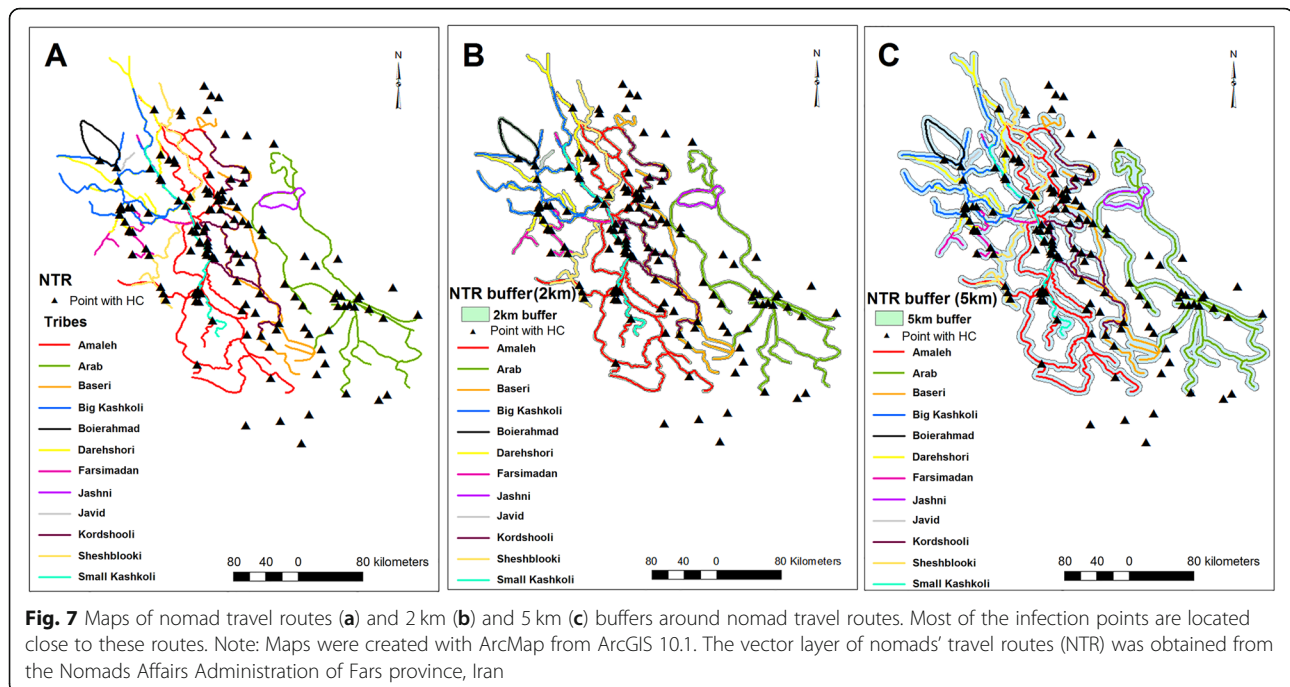 A
N
NTR
Point with HC
Tribes
Amaleh
Arab
Baseri
Big Kashkoli
Boierahmad
Darehshori
Farsimadan
Jashni
Javid
Kordshooli
Sheshblooki
Small Kashkoli
80 40 0 80 kilometers
B
N
NTR buffer(2km)
2km buffer
Point with HC
Amaleh
Arab
Baseri
Big Kashkoli
Boierahmad
Darehshori
Farsimadan
Jashni
Javid
Kordshooli
Sheshblooki
Small Kashkoli
80 40 0 80 kilometers
C
N
NTR buffer (5km)
5km buffer
Point with HC
Amaleh
Arab
Baseri
Big Kashkoli
Boierahmad
Darehshori
Farsimadan
Jashni
Javid
Kordshooli
Sheshblooki
Small Kashkoli
80 40 0 80 kilometers
Fig. 7 Maps of nomad travel routes (a) and 2 km (b) and 5 km (c) buffers around nomad travel routes. Most of the infection points are located
close to these routes. Note: Maps were created with ArcMap from ArcGIS 10.1. The vector layer of nomads' travel routes (NTR) was obtained from
the Nomads Affairs Administration of Fars province, Iran